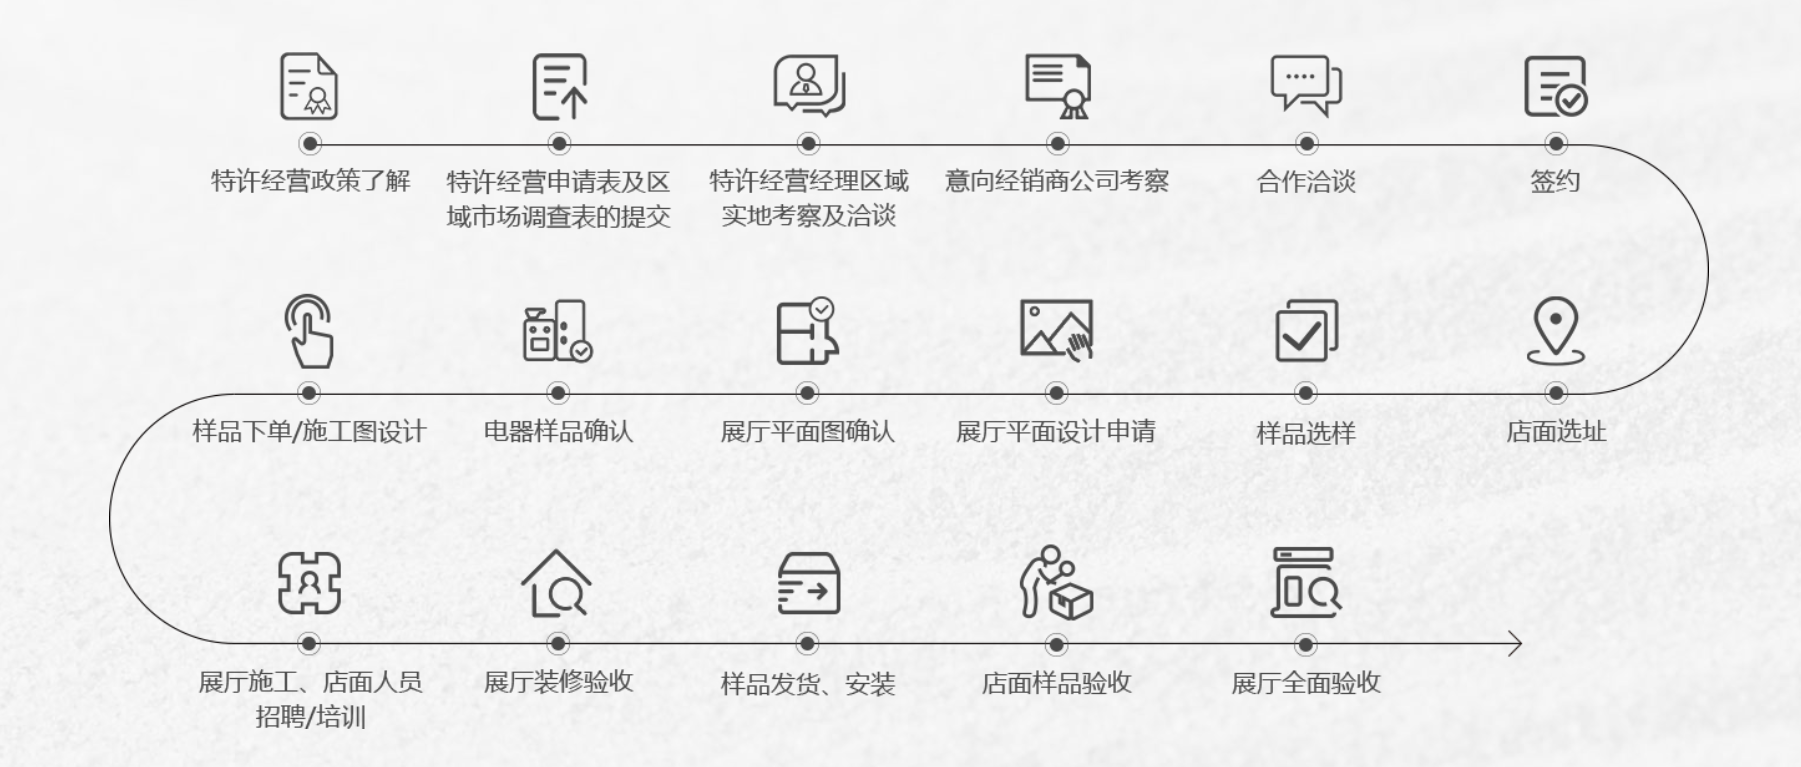 特许经营政策了解
特许经营申请表及区
域市场调查表的提交
特许经营经理区域
实地考察及洽谈
意向经销商公司考察
合作洽谈
签约
店面选址
样品选样
展厅平面设计申请
展厅平面图确认
电器样品确认
样品下单/施工图设计
展厅施工、店面人员
招聘/培训
展厅装修验收
样品发货、安装
店面样品验收
展厅全面验收